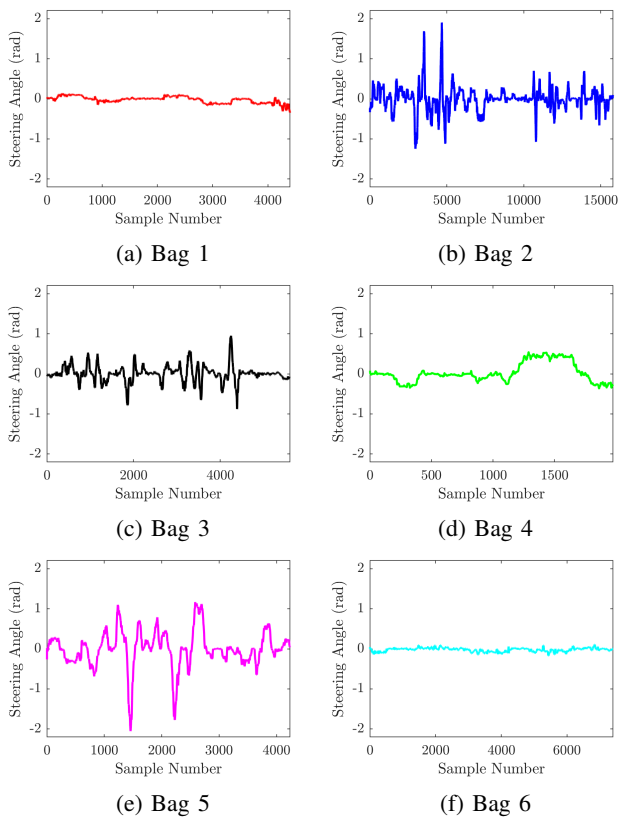 2
1
0
-1
-2
Steering Angle (rad)
0 1000 2000 3000 4000
Sample Number
(a) Bag 1
2
1
0
-1
-2
Steering Angle (rad)
0 5000 10000 15000
Sample Number
(b) Bag 2
2
1
0
-1
-2
Steering Angle (rad)
0 2000 4000
Sample Number
(c) Bag 3
2
1
0
-1
-2
Steering Angle (rad)
0 500 1000 1500
Sample Number
(d) Bag 4
2
1
0
-1
-2
Steering Angle (rad)
0 1000 2000 3000 4000
Sample Number
(e) Bag 5
2
1
0
-1
-2
Steering Angle (rad)
0 2000 4000 6000
Sample Number
(f) Bag 6